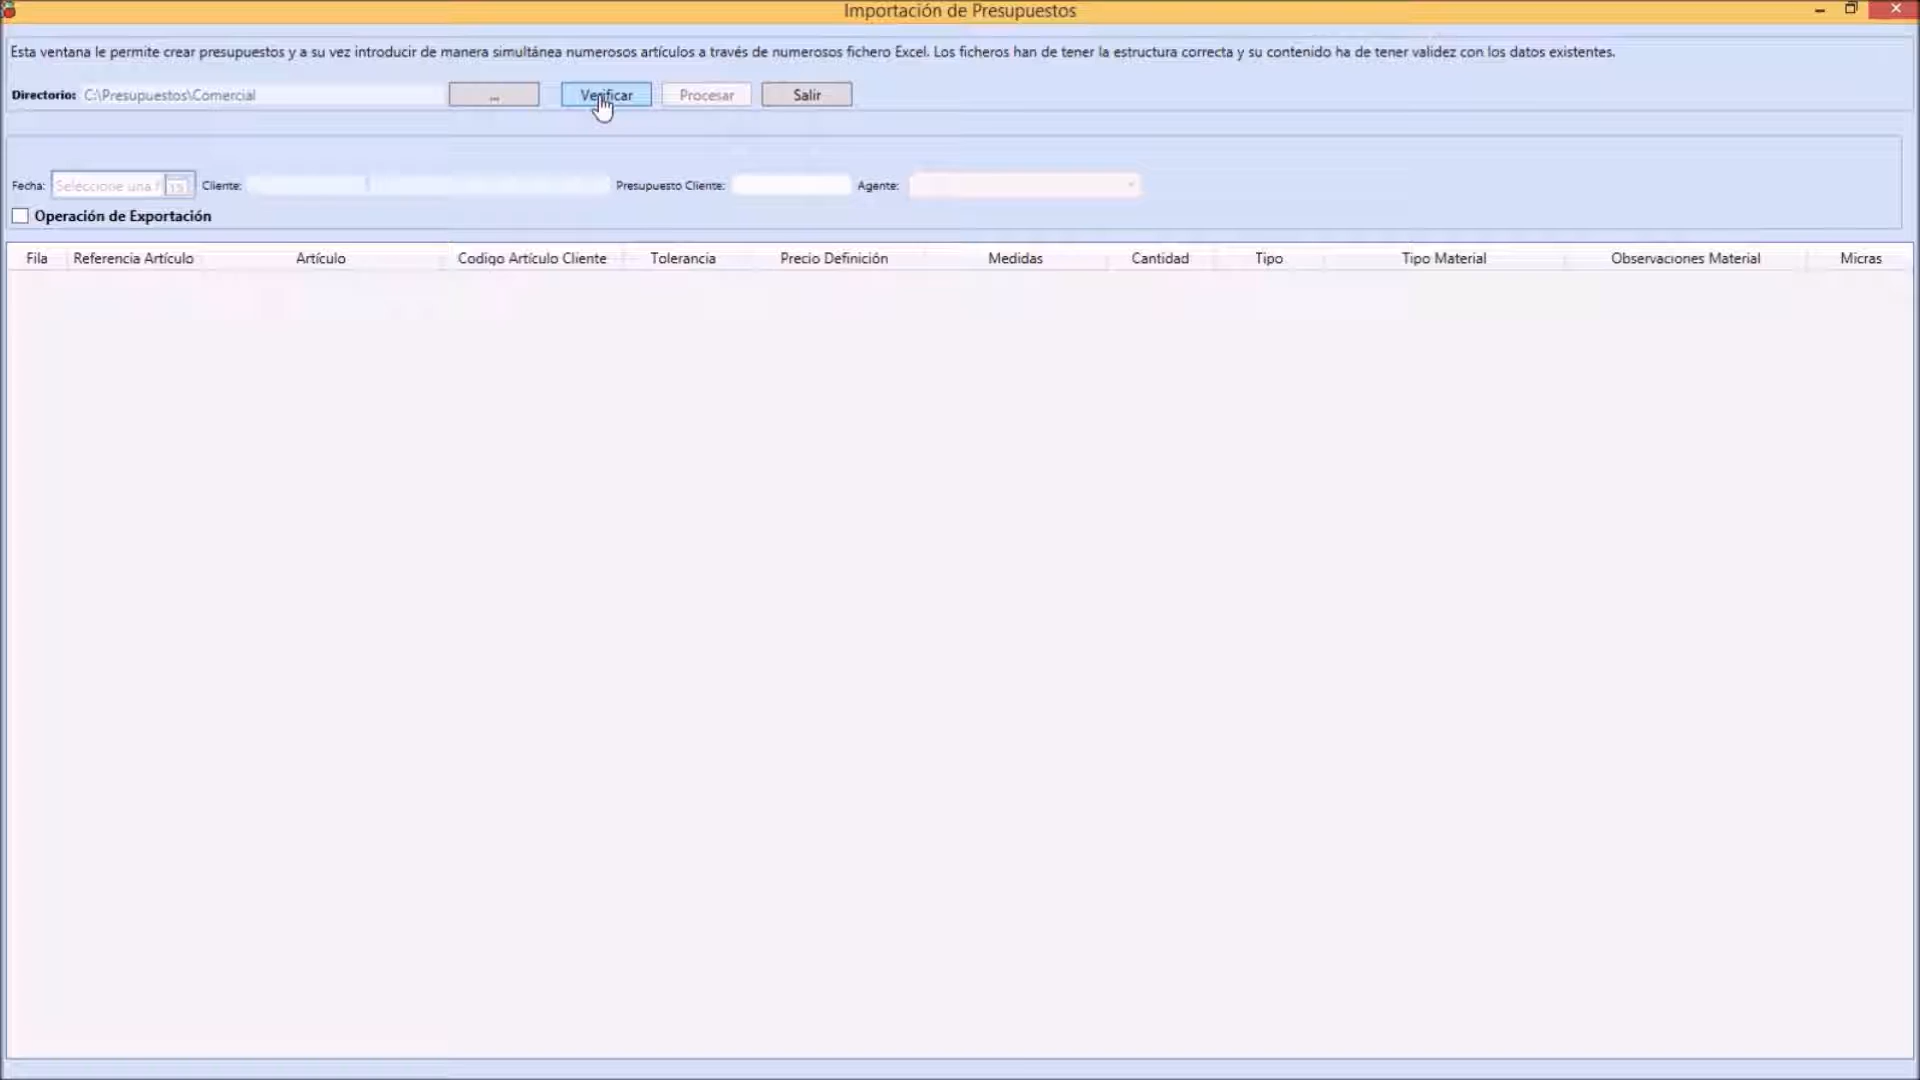 Importación de Presupuestos
Esta ventana le permite crear presupuestos y a su vez introducir de manera simultánea numerosos artículos a través de numerosos fichero Excel. Los ficheros han de tener la estructura correcta y su contenido ha de tener validez con los datos existentes.
Directorio: C:\Presupuestos\Comercial ... Verificar Procesar Salir
Fecha: Seleccione una f 15 Cliente: Presupuesto Cliente: Agente:
Operación de Exportación
Fila Referencia Artículo Artículo Codigo Artículo Cliente Tolerancia Precio Definición Medidas Cantidad Tipo Tipo Material Observaciones Material Micras